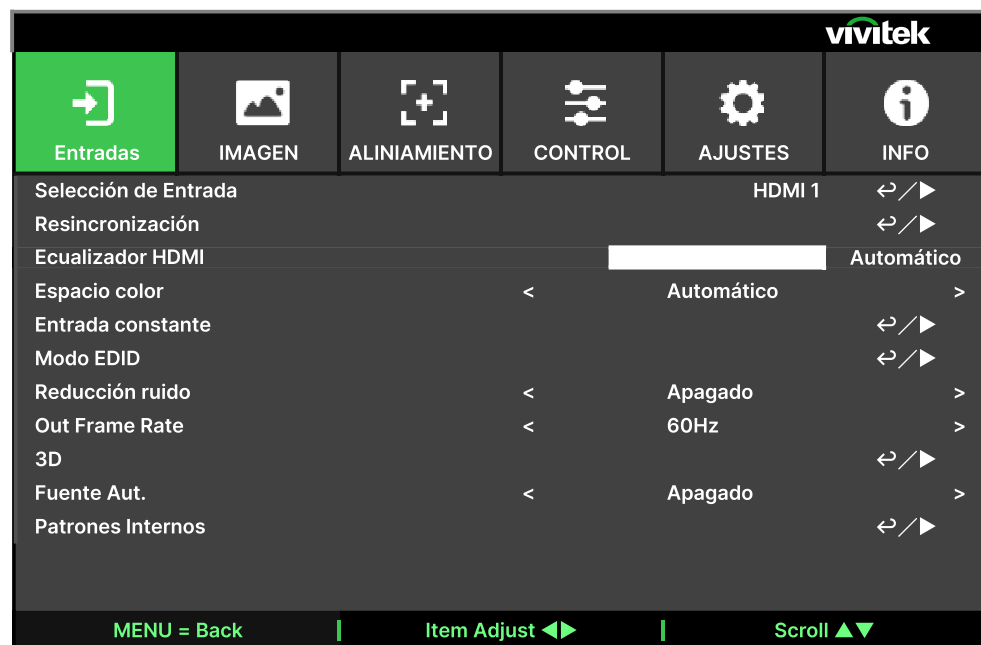 vivitek
Entradas IMAGEN ALINIAMIENTO CONTROL AJUSTES INFO
Selección de Entrada HDMI 1 ↩/▶
Resincronización ↩/▶
Ecualizador HDMI Automático
Espacio color < Automático >
Entrada constante ↩/▶
Modo EDID ↩/▶
Reducción ruido < Apagado >
Out Frame Rate < 60Hz >
3D ↩/▶
Fuente Aut. < Apagado >
Patrones Internos ↩/▶
MENU = Back | Item Adjust ◀▶ | Scroll ▲▼